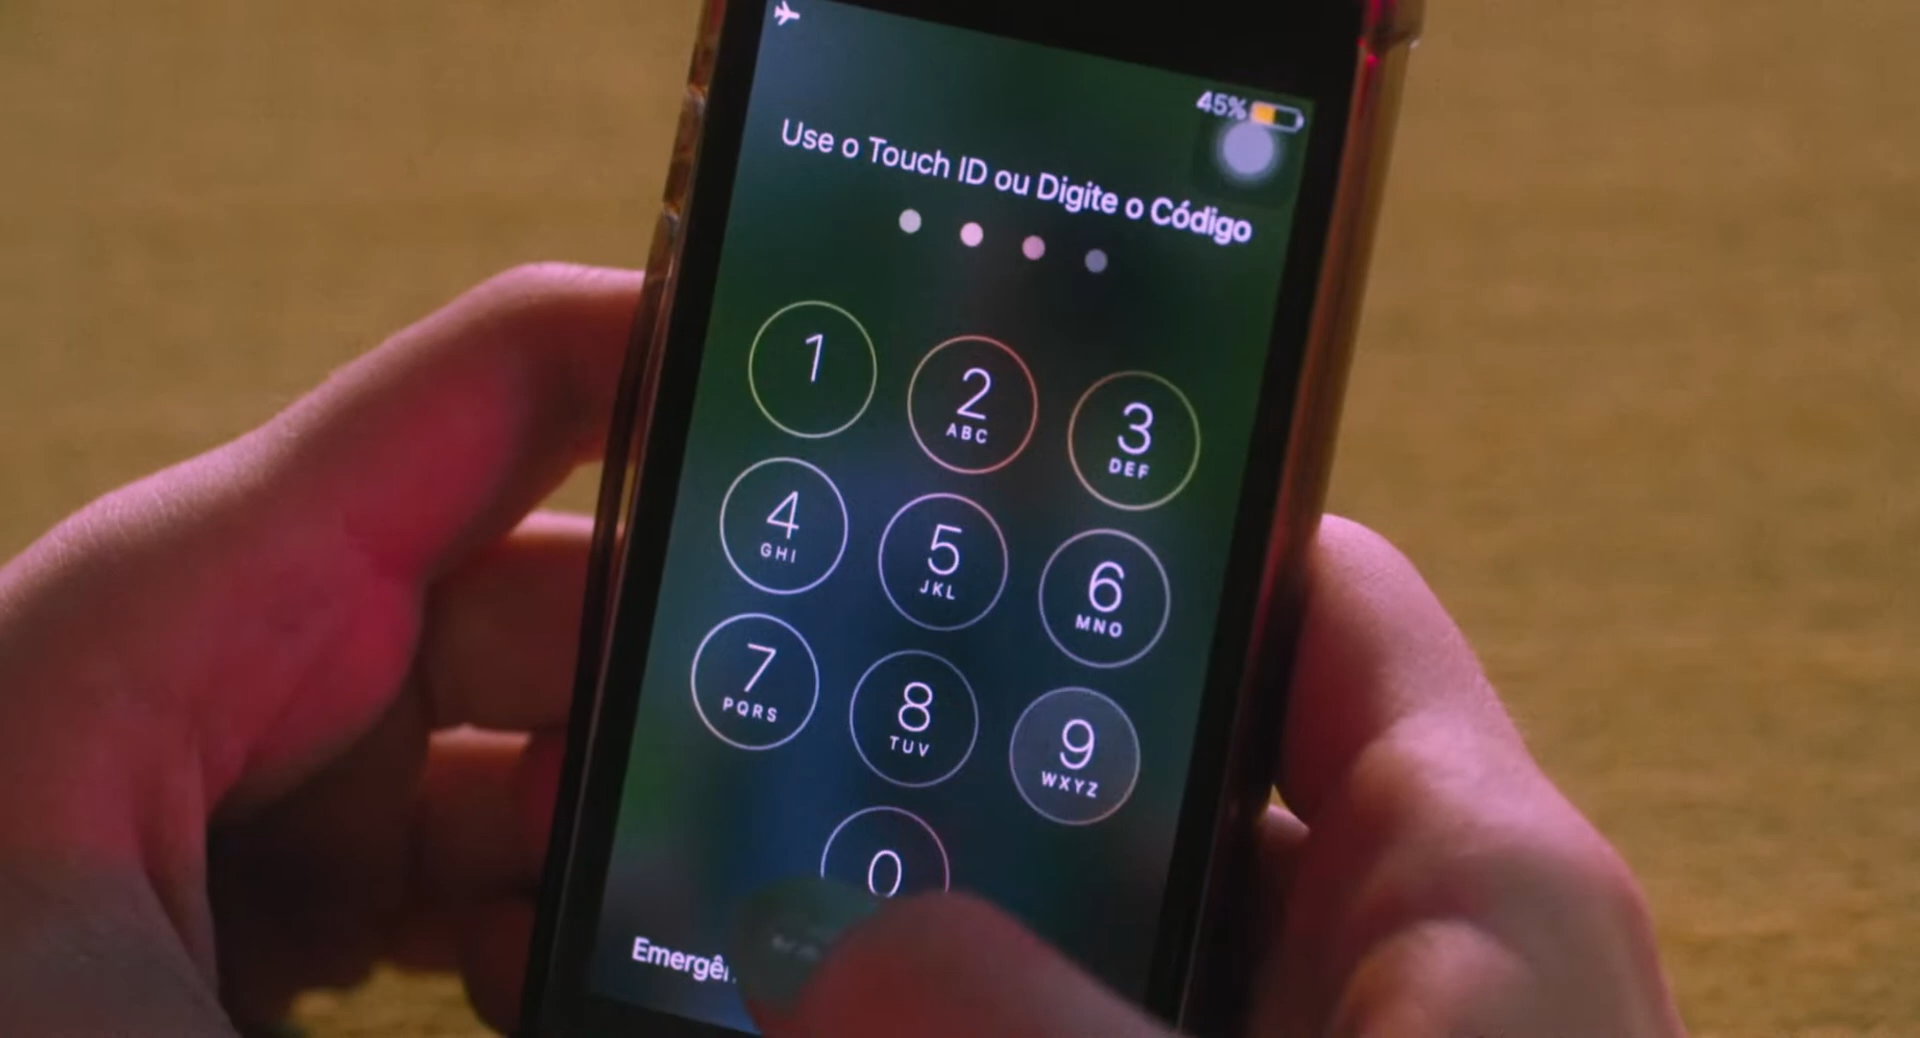 45%
Use o Touch ID ou Digite o Código
1
2
ABC
3
DEF
4
GHI
5
JKL
6
MNO
7
PQRS
8
TUV
9
WXYZ
0